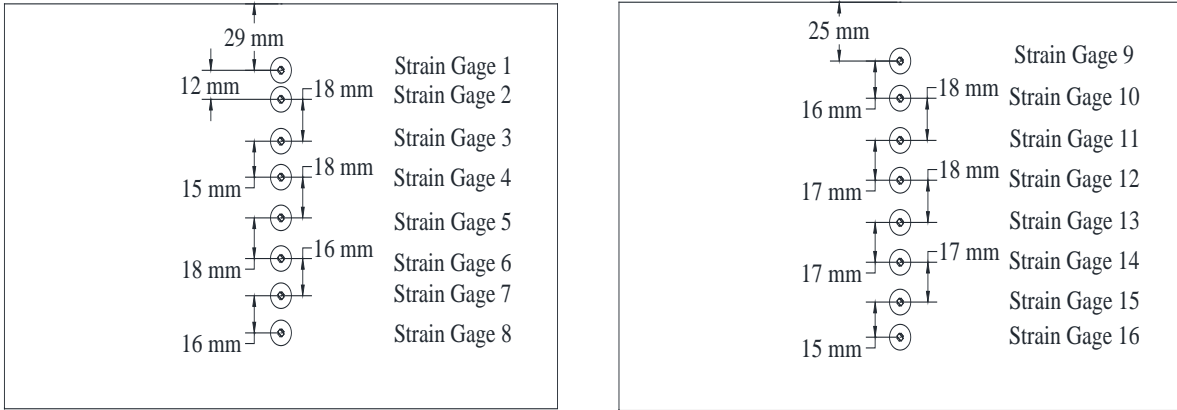 29 mm
Strain Gage 1
12 mm
18 mm
Strain Gage 2
Strain Gage 3
18 mm
15 mm
Strain Gage 4
Strain Gage 5
16 mm
18 mm
Strain Gage 6
Strain Gage 7
16 mm
Strain Gage 8
25 mm
Strain Gage 9
18 mm
16 mm
Strain Gage 10
Strain Gage 11
18 mm
17 mm
Strain Gage 12
Strain Gage 13
17 mm
17 mm
Strain Gage 14
Strain Gage 15
15 mm
Strain Gage 16